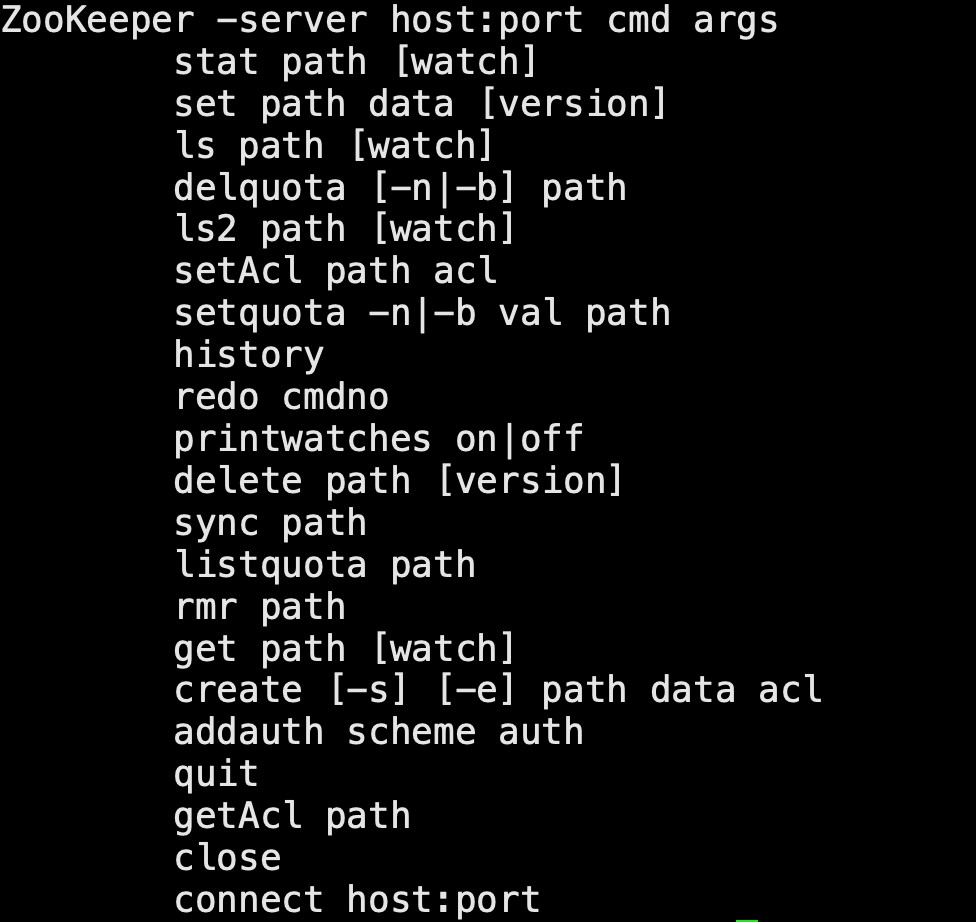 ZooKeeper -server host:port cmd args
stat path [watch]
set path data [version]
ls path [watch]
delquota [-n|-b] path
ls2 path [watch]
setAcl path acl
setquota -n|-b val path
history
redo cmdno
printwatches on|off
delete path [version]
sync path
listquota path
rmr path
get path [watch]
create [-s] [-e] path data acl
addauth scheme auth
quit
getAcl path
close
connect host:port